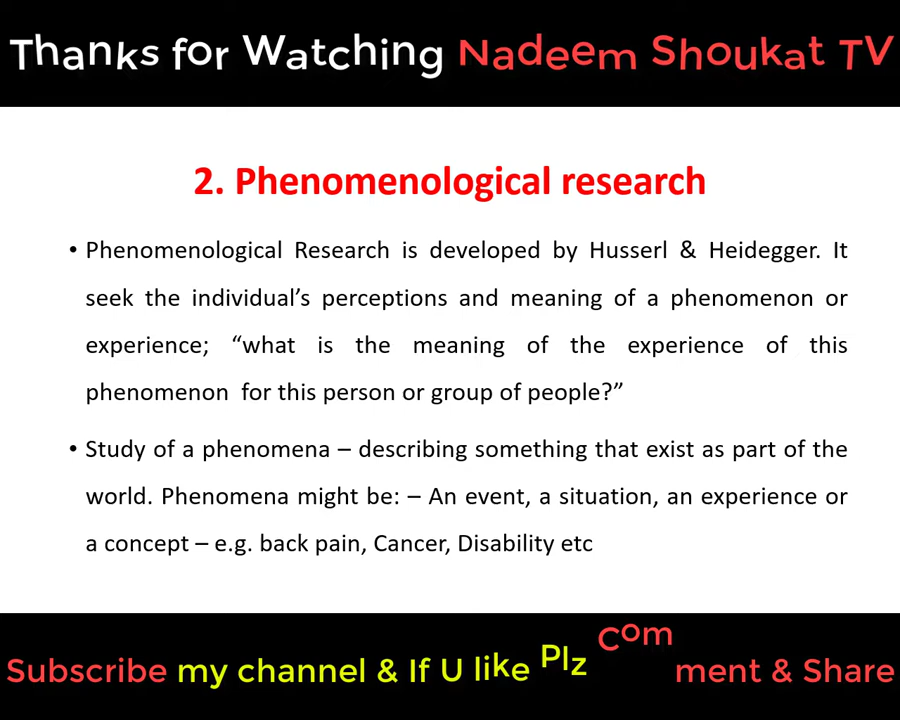 Thanks for Watching Nadeem Shoukat TV
2. Phenomenological research
• Phenomenological Research is developed by Husserl & Heidegger. It
seek the individual’s perceptions and meaning of a phenomenon or
experience; “what is the meaning of the experience of this
phenomenon for this person or group of people?”
• Study of a phenomena – describing something that exist as part of the
world. Phenomena might be: – An event, a situation, an experience or
a concept – e.g. back pain, Cancer, Disability etc
Subscribe my channel & If U like Plz Comment & Share